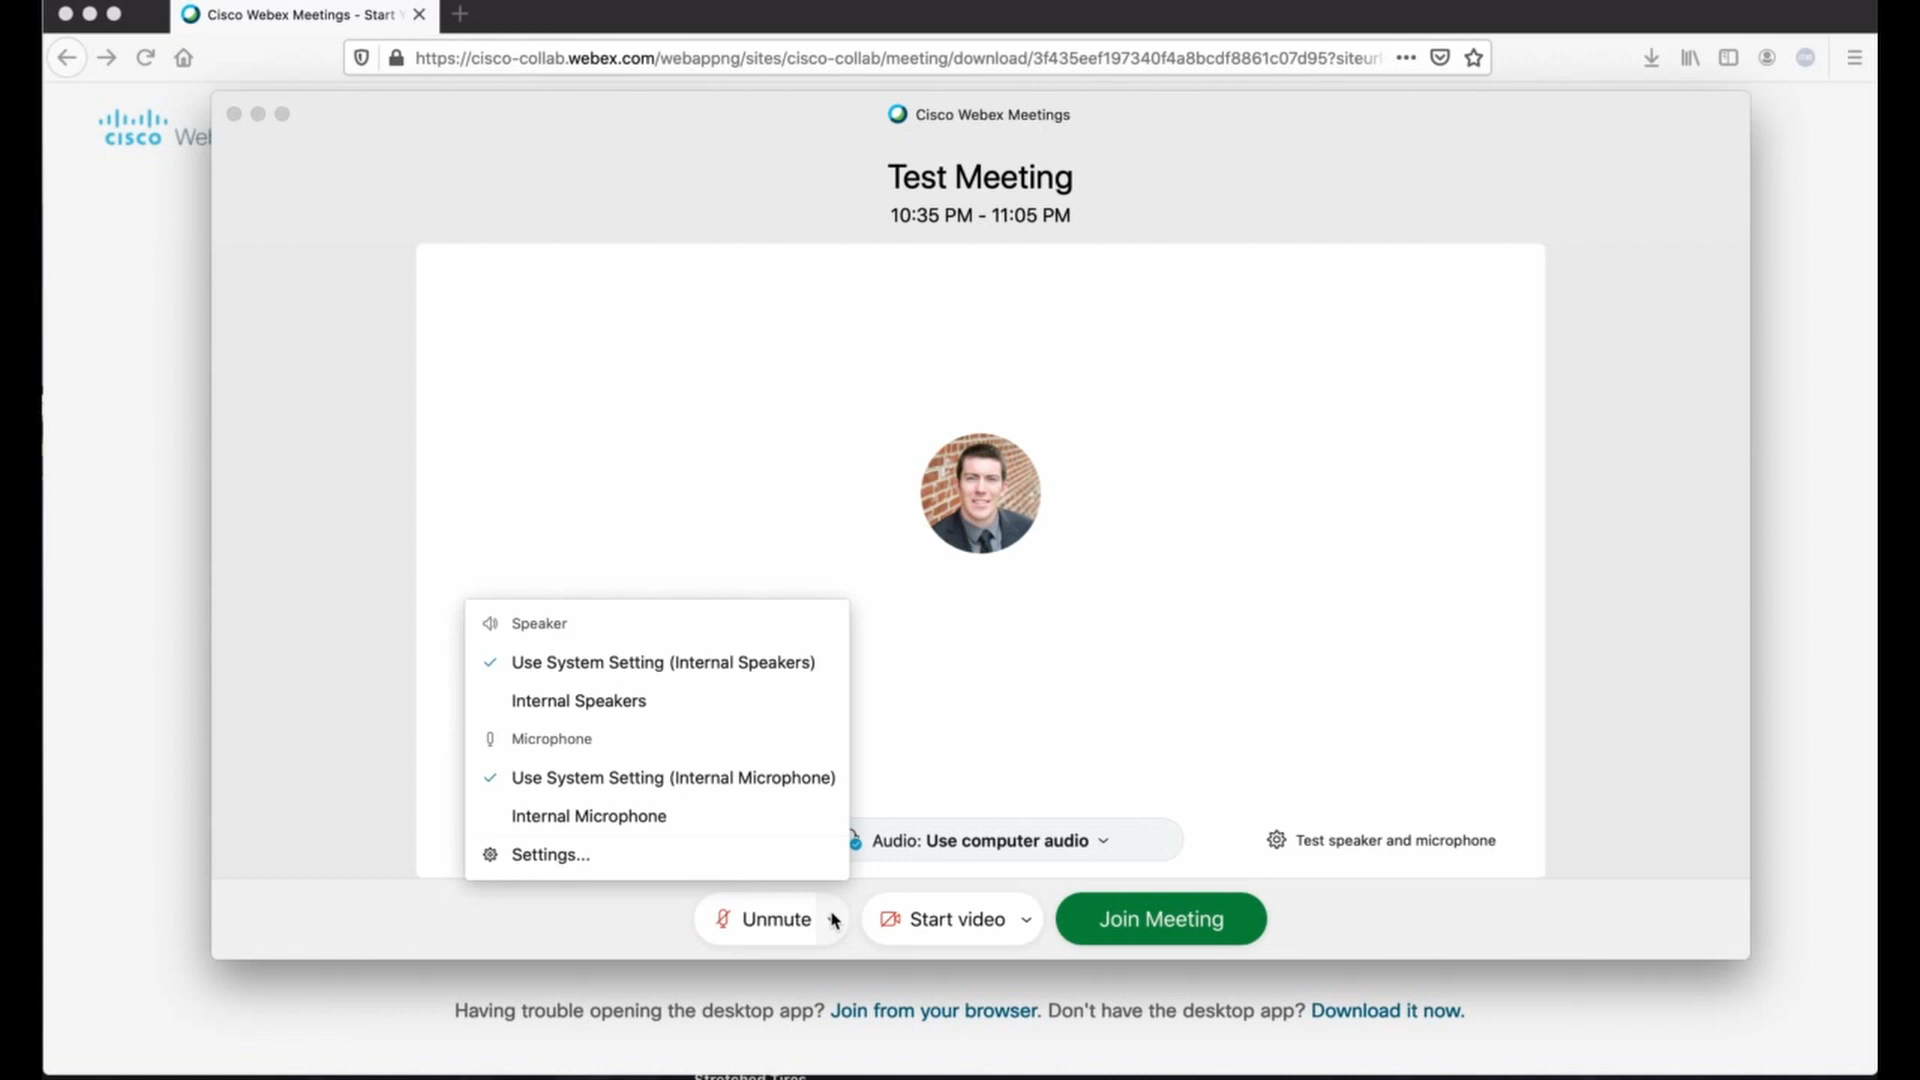 Cisco Webex Meetings - Start
https://cisco-collab.webex.com/webappng/sites/cisco-collab/meeting/download/3f435eef197340f4a8bcdf8861c07d95?siteurl
CISCO
Cisco Webex Meetings
Test Meeting
10:35 PM - 11:05 PM
Speaker
Use System Setting (Internal Speakers)
Internal Speakers
Microphone
Use System Setting (Internal Microphone)
Internal Microphone
Settings...
Audio: Use computer audio
Test speaker and microphone
Unmute
Start video
Join Meeting
Having trouble opening the desktop app? Join from your browser. Don't have the desktop app? Download it now.